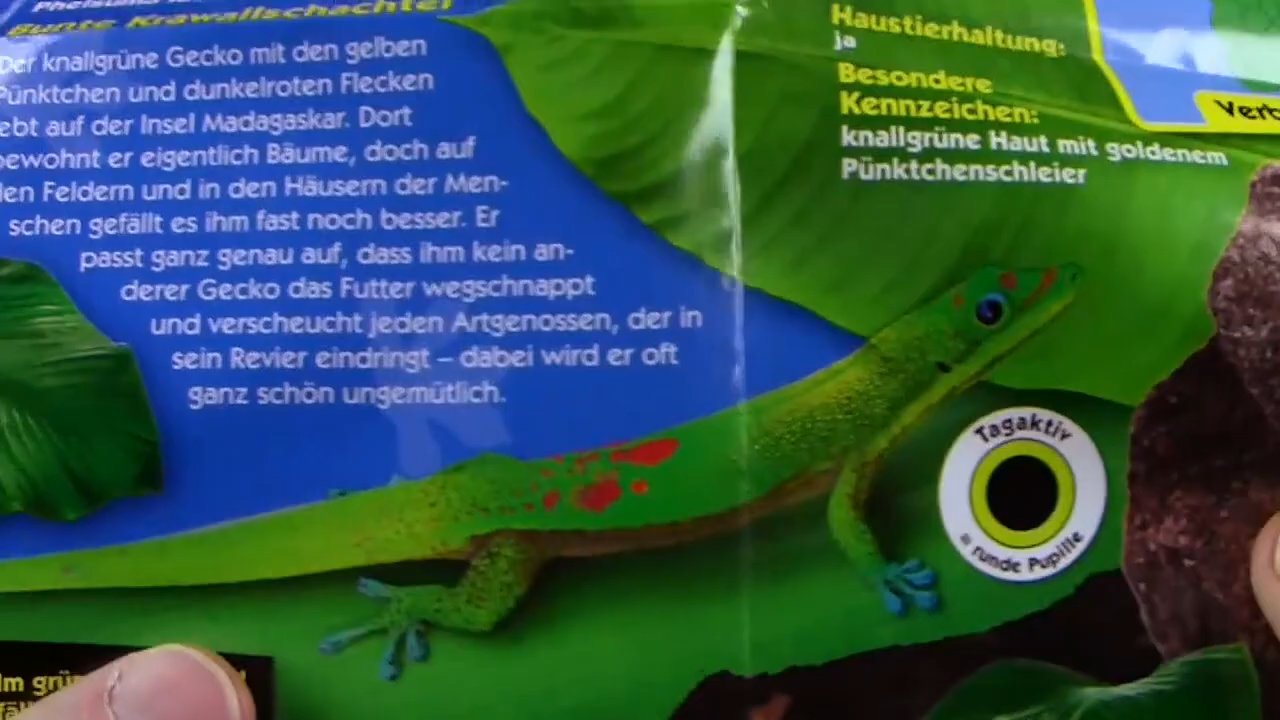 Bunte Krawallschachtel
Der knallgrüne Gecko mit den gelben
Pünktchen und dunkelroten Flecken
lebt auf der Insel Madagaskar. Dort
bewohnt er eigentlich Bäume, doch auf
den Feldern und in den Häusern der Men-
schen gefällt es ihm fast noch besser. Er
passt ganz genau auf, dass ihm kein an-
derer Gecko das Futter wegschnappt
und verscheucht jeden Artgenossen, der in
sein Revier eindringt – dabei wird er oft
ganz schön ungemütlich.
Haustierhaltung:
ja
Besondere
Kennzeichen:
knallgrüne Haut mit goldenem
Pünktchenschleier
Tagaktiv
= runde Pupille
Im